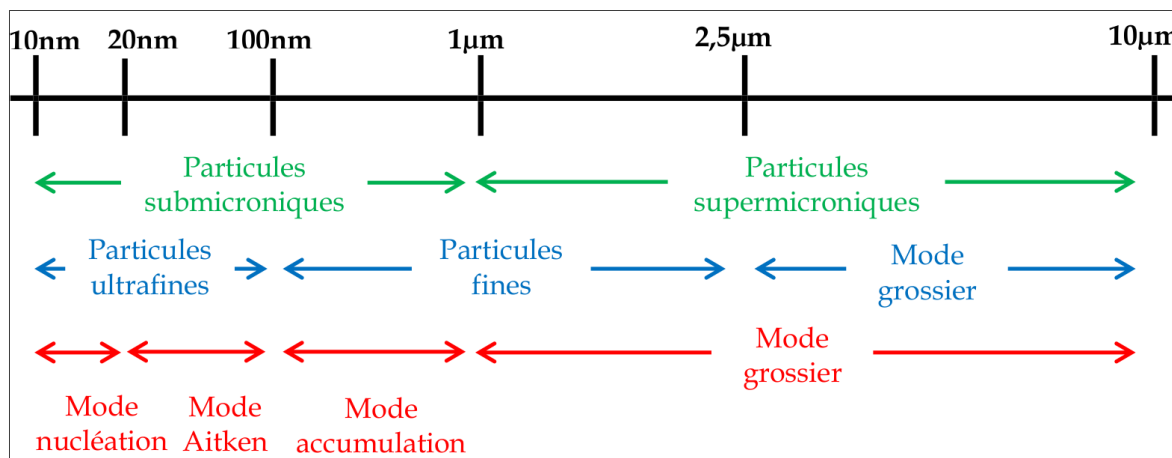 10nm 20nm 100nm 1µm 2,5µm 10µm
Particules
submicroniques
Particules
supermicroniques
Particules
ultrafines
Particules
fines
Mode
grossier
Mode
grossier
Mode
nucléation
Mode
Aitken
Mode
accumulation